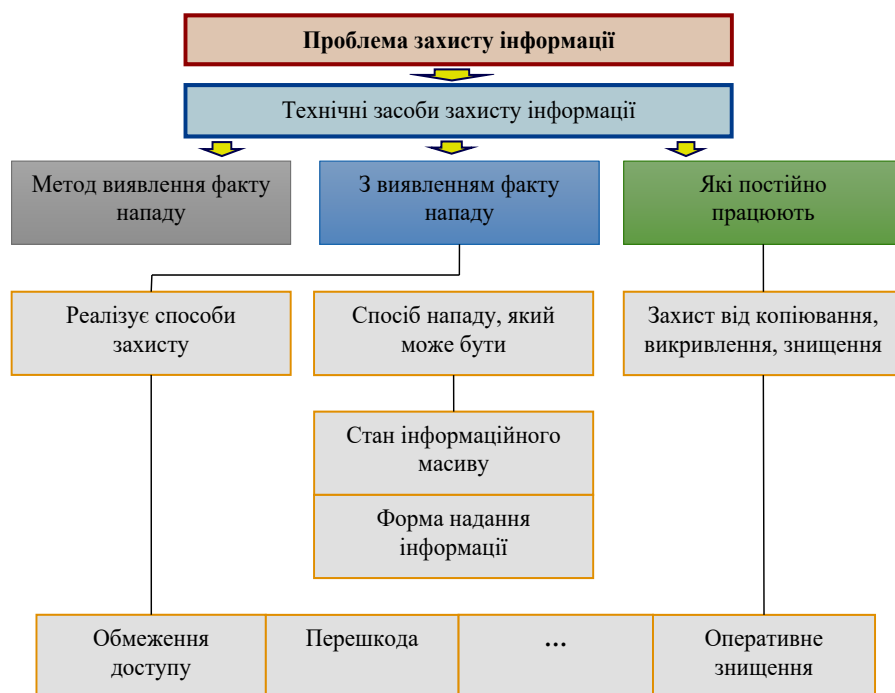 Проблема захисту інформації
Технічні засоби захисту інформації
Метод виявлення факту
нападу
З виявленням факту
нападу
Які постійно
працюють
Реалізує способи
захисту
Спосіб нападу, який
може бути
Захист від копіювання,
викривлення, знищення
Стан інформаційного
масиву
Форма надання
інформації
Обмеження
доступу
Перешкода
...
Оперативне
знищення